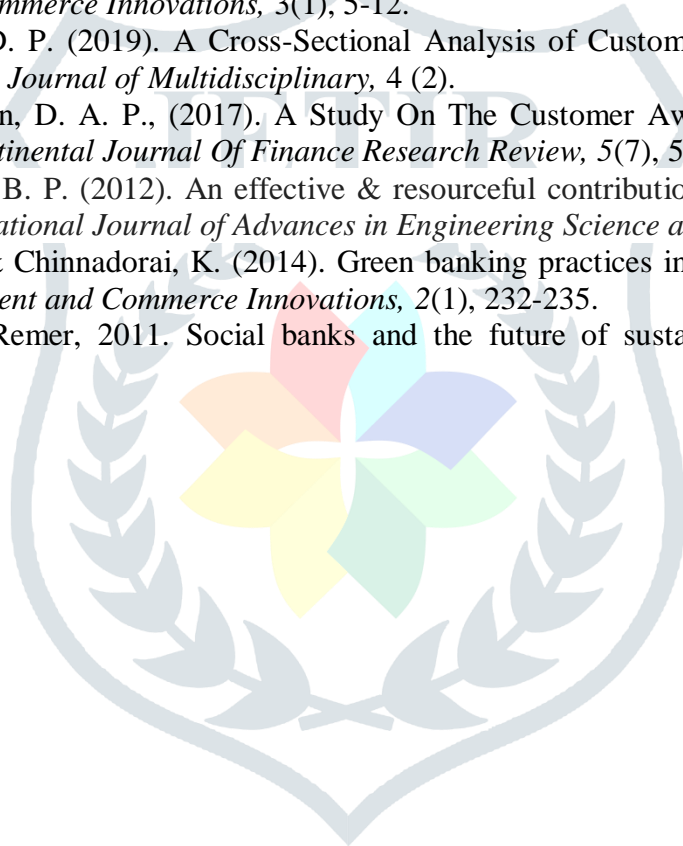 mmerce Innovations, 3(1), 5-12.
D. P. (2019). A Cross-Sectional Analysis of Custom
Journal of Multidisciplinary, 4 (2).
n, D. A. P., (2017). A Study On The Customer Aw
tinental Journal Of Finance Research Review, 5(7), 5
B. P. (2012). An effective & resourceful contributio
ational Journal of Advances in Engineering Science a
Chinnadorai, K. (2014). Green banking practices in
ent and Commerce Innovations, 2(1), 232-235.
Remer, 2011. Social banks and the future of susta
JETIR